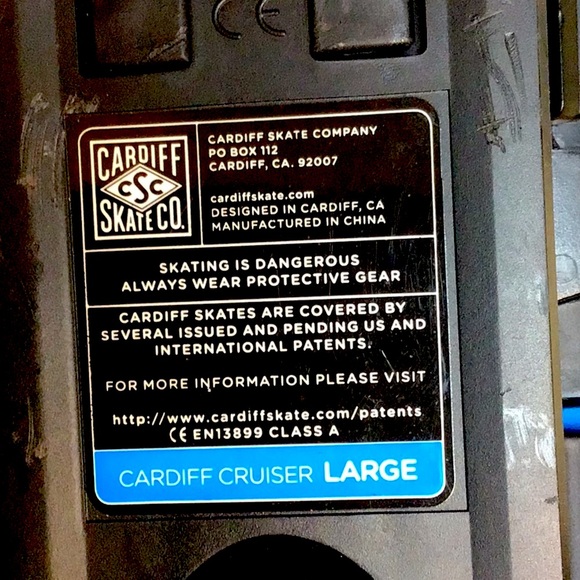 CE
CARDIFF
CSC
SKATE CO.
CARDIFF SKATE COMPANY
PO BOX 112
CARDIFF, CA. 92007
cardiffskate.com
DESIGNED IN CARDIFF, CA
MANUFACTURED IN CHINA
SKATING IS DANGEROUS
ALWAYS WEAR PROTECTIVE GEAR
CARDIFF SKATES ARE COVERED BY
SEVERAL ISSUED AND PENDING US AND
INTERNATIONAL PATENTS.
FOR MORE INFORMATION PLEASE VISIT
http://www.cardiffskate.com/patents
CE EN13899 CLASS A
CARDIFF CRUISER LARGE